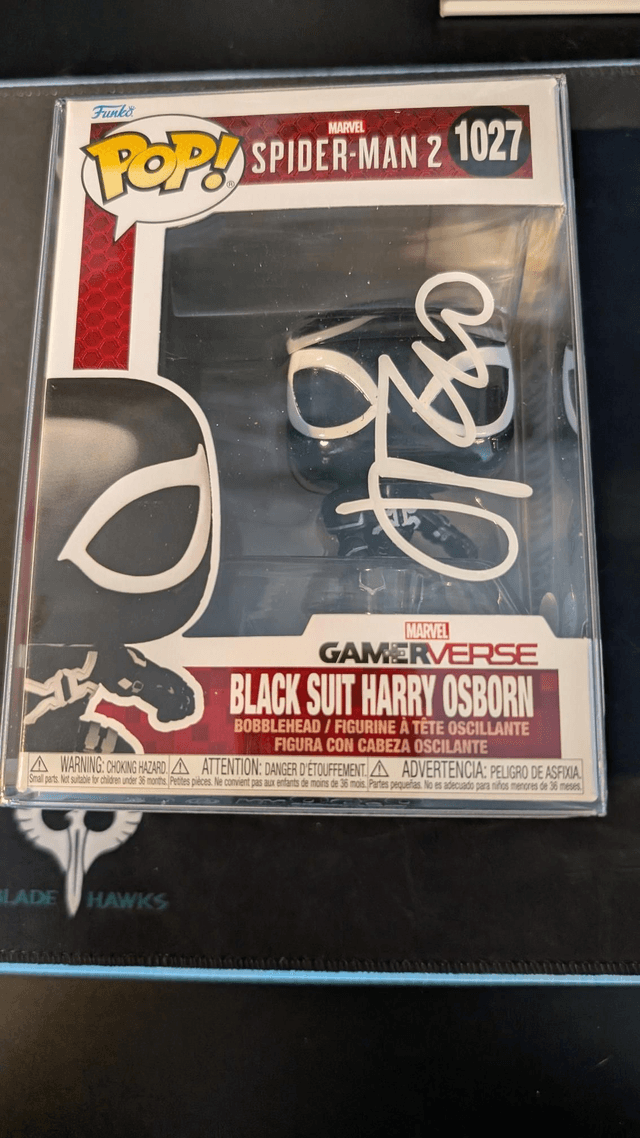 Funko
POP!®
MARVEL
SPIDER-MAN 2
1027
MARVEL
GAMERVERSE
BLACK SUIT HARRY OSBORN
BOBBLEHEAD / FIGURINE À TÊTE OSCILLANTE
FIGURA CON CABEZA OSCILANTE
WARNING: CHOKING HAZARD. ATTENTION: DANGER D'ÉTOUFFEMENT. ADVERTENCIA: PELIGRO DE ASFIXIA.
Small parts. Not suitable for children under 36 months. Petites pièces. Ne convient pas aux enfants de moins de 36 mois. Partes pequeñas. No es adecuado para niños menores de 36 meses.
BLADE HAWKS